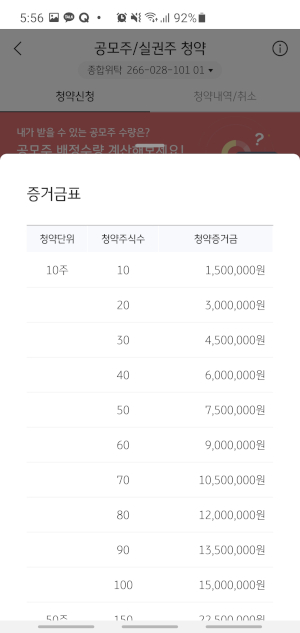 5:56 92%
공모주/실권주 청약
종합위탁 266-028-101 01
청약신청 청약내역/취소
내가 받을 수 있는 공모주 수량은?
공모주 배정수량 계산해보세요!
증거금표
청약단위 청약주식수 청약증거금
10주 10 1,500,000원
20 3,000,000원
30 4,500,000원
40 6,000,000원
50 7,500,000원
60 9,000,000원
70 10,500,000원
80 12,000,000원
90 13,500,000원
100 15,000,000원
50주 150 22,500,000원